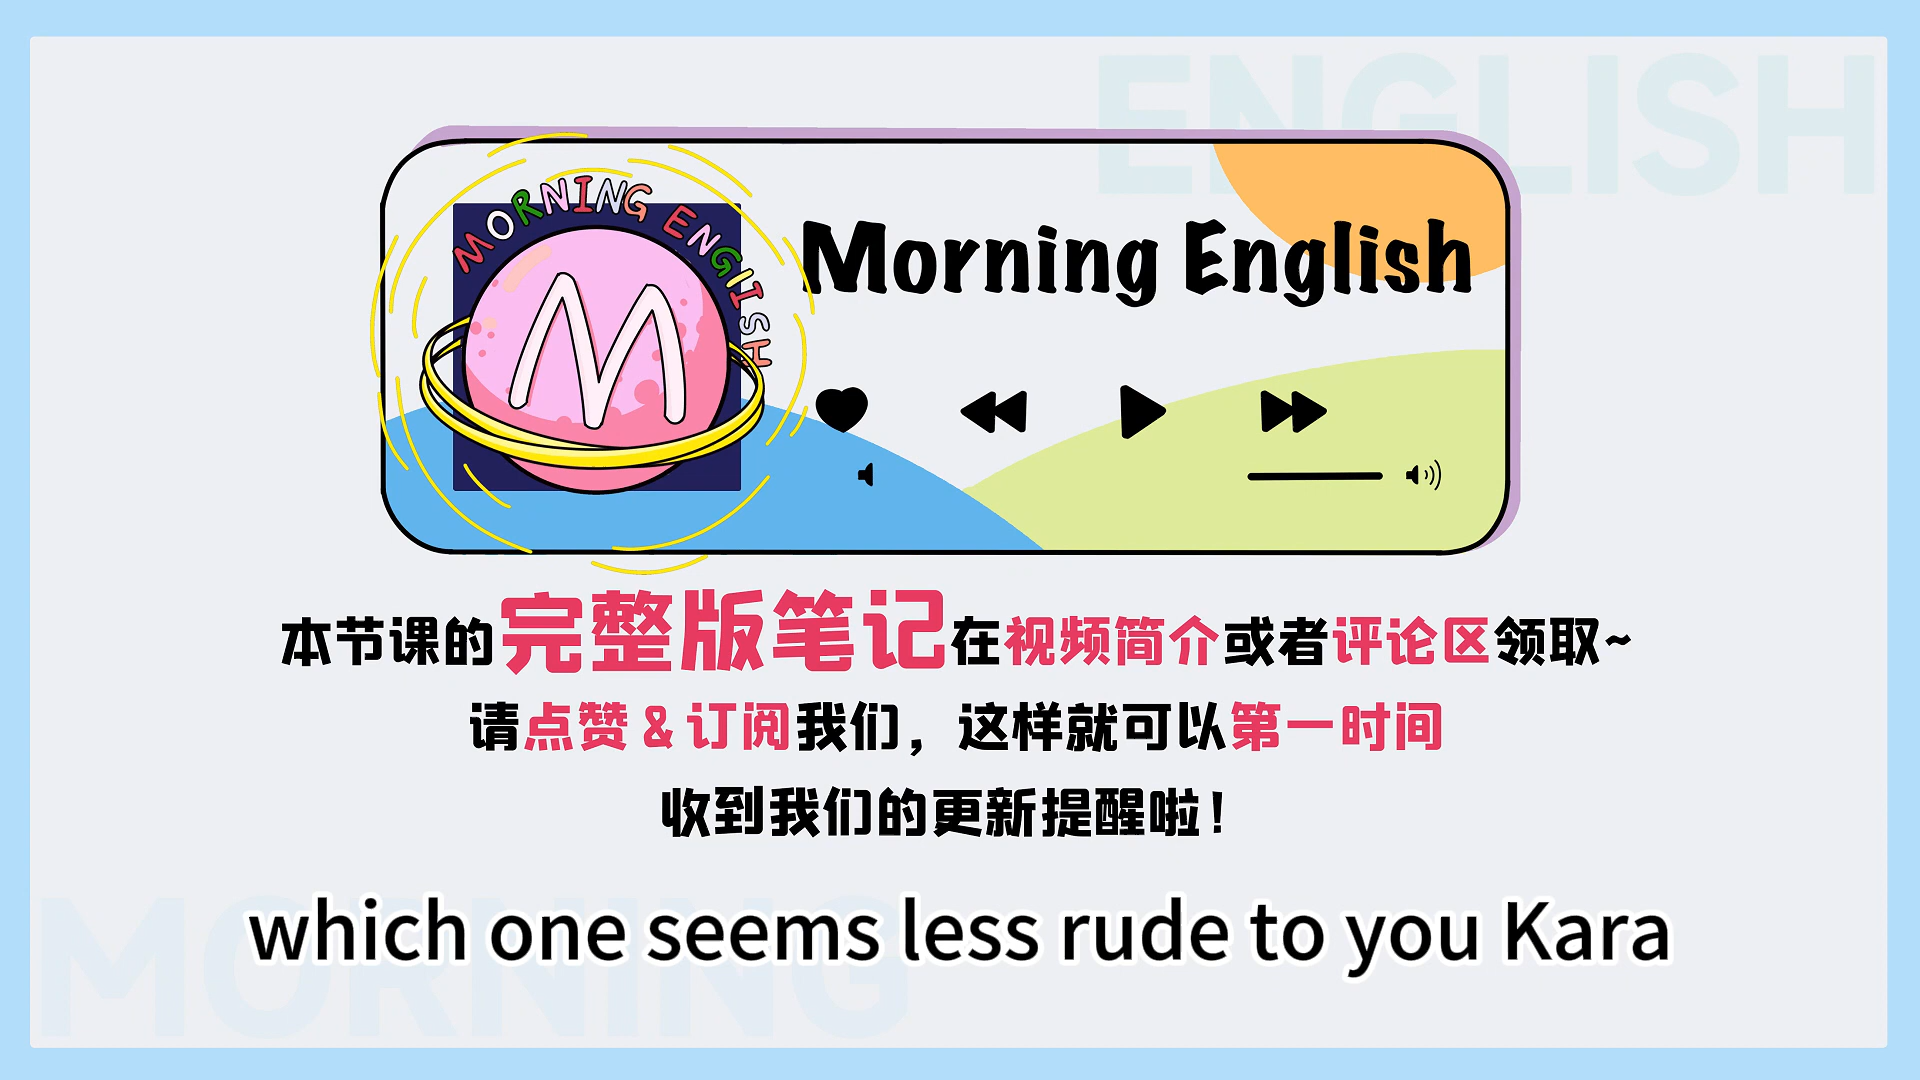 ENGLISH
MORNING ENGLISH
M
Morning English
本节课的完整版笔记在视频简介或者评论区领取~
请点赞&订阅我们，这样就可以第一时间
收到我们的更新提醒啦！
MORNING
which one seems less rude to you Kara